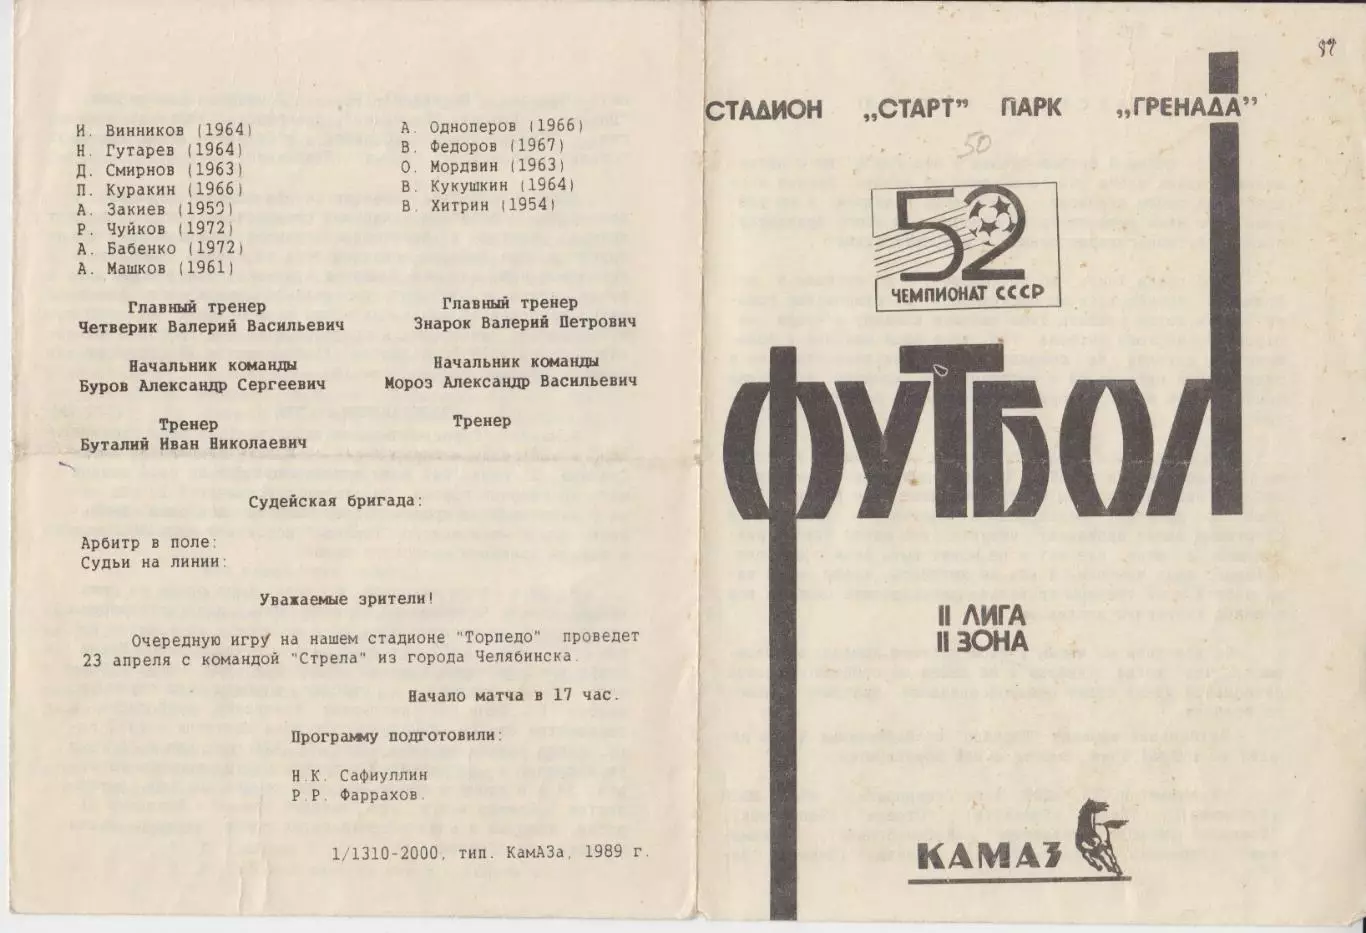 И. Винников (1964)
Н. Гутарев (1964)
Д. Смирнов (1963)
П. Куракин (1966)
А. Закиев (1959)
Р. Чуйков (1972)
А. Бабенко (1972)
А. Машков (1961)
А. Одноперов (1966)
В. Федоров (1967)
О. Мордвин (1963)
В. Кукушкин (1964)
В. Хитрин (1954)
Главный тренер
Четверик Валерий Васильевич
Главный тренер
Знарок Валерий Петрович
Начальник команды
Буров Александр Сергеевич
Начальник команды
Мороз Александр Васильевич
Тренер
Буталий Иван Николаевич
Тренер
Судейская бригада:
Арбитр в поле:
Судьи на линии:
Уважаемые зрители!
Очередную игру на нашем стадионе "Торпедо" проведет
23 апреля с командой "Стрела" из города Челябинска.
Начало матча в 17 час.
Программу подготовили:
Н.К. Сафиуллин
Р.Р. Фаррахов.
1/1310-2000, тип. КамАЗа, 1989 г.
89
СТАДИОН „СТАРТ” ПАРК „ГРЕНАДА”
50
52
ЧЕМПИОНАТ СССР
ФУТБОЛ
II ЛИГА
II ЗОНА
КАМАЗ